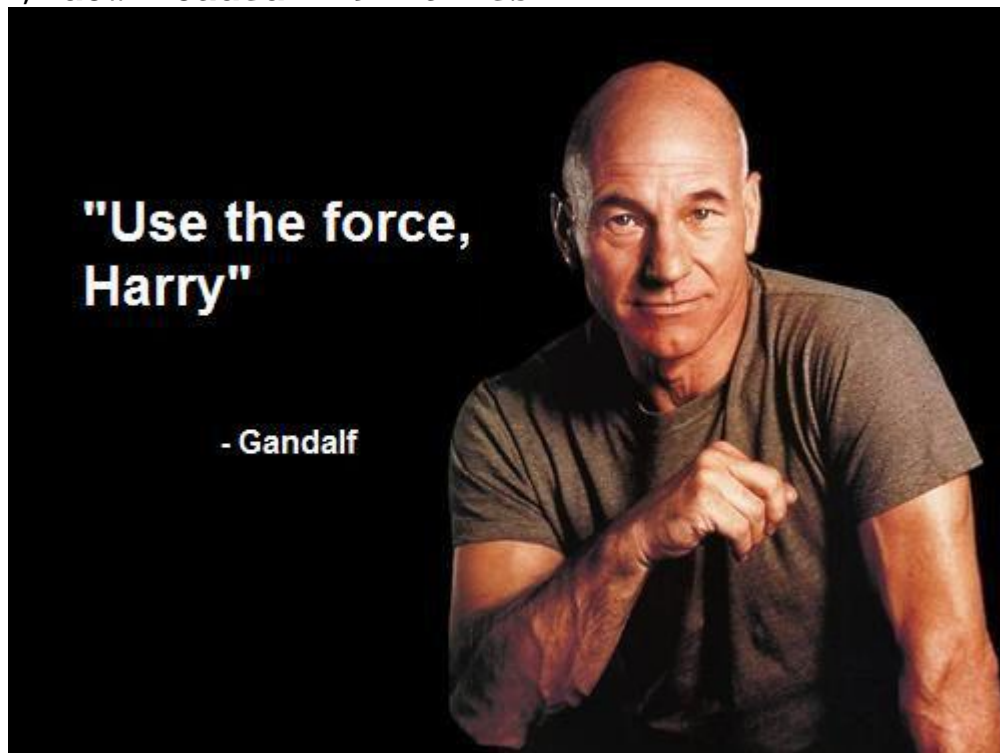 "Use the force,
Harry"
- Gandalf